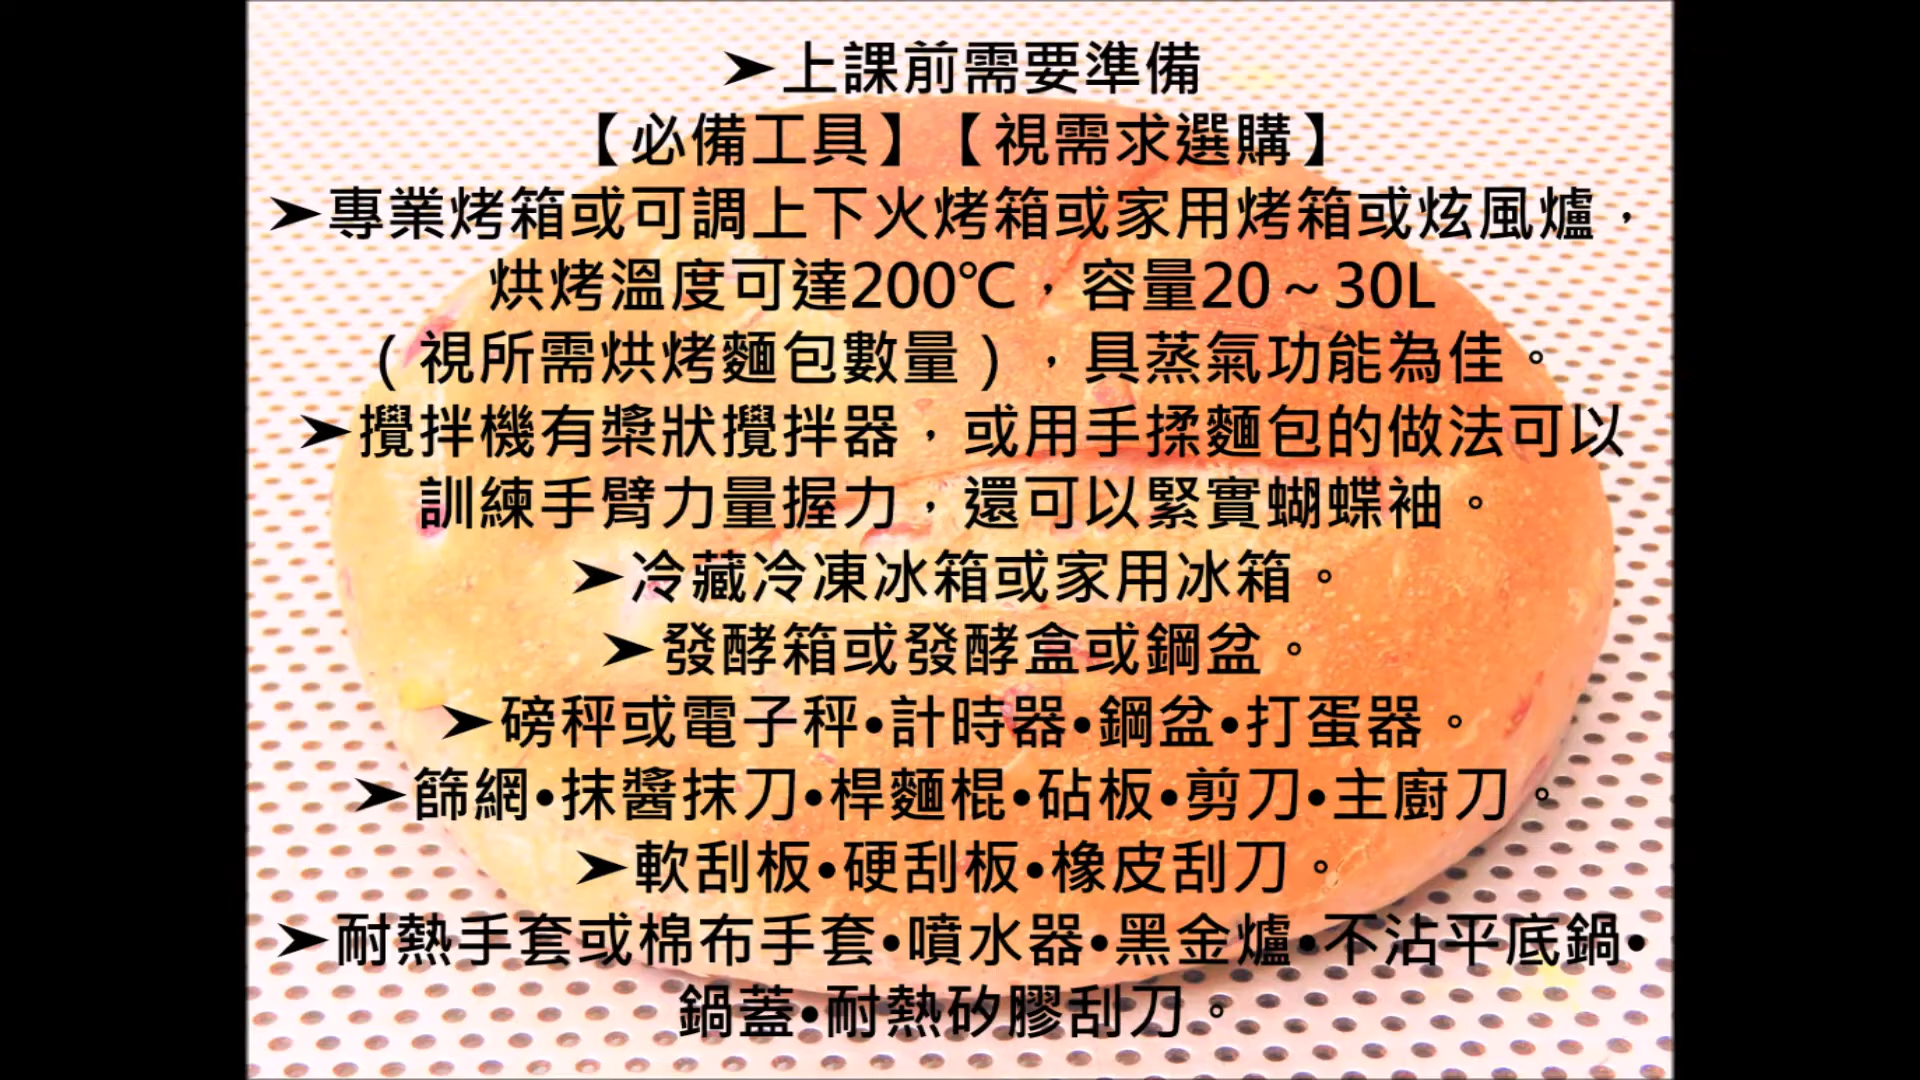 ➤上課前需要準備
【必備工具】【視需求選購】
➤專業烤箱或可調上下火烤箱或家用烤箱或炫風爐，
烘烤溫度可達200℃，容量20～30L
（視所需烘烤麵包數量），具蒸氣功能為佳。
➤攪拌機有槳狀攪拌器，或用手揉麵包的做法可以
訓練手臂力量握力，還可以緊實蝴蝶袖。
➤冷藏冷凍冰箱或家用冰箱。
➤發酵箱或發酵盒或鋼盆。
➤磅秤或電子秤•計時器•鋼盆•打蛋器。
➤篩網•抹醬抹刀•桿麵棍•砧板•剪刀•主廚刀。
➤軟刮板•硬刮板•橡皮刮刀。
➤耐熱手套或棉布手套•噴水器•黑金爐•不沾平底鍋•
鍋蓋•耐熱矽膠刮刀。